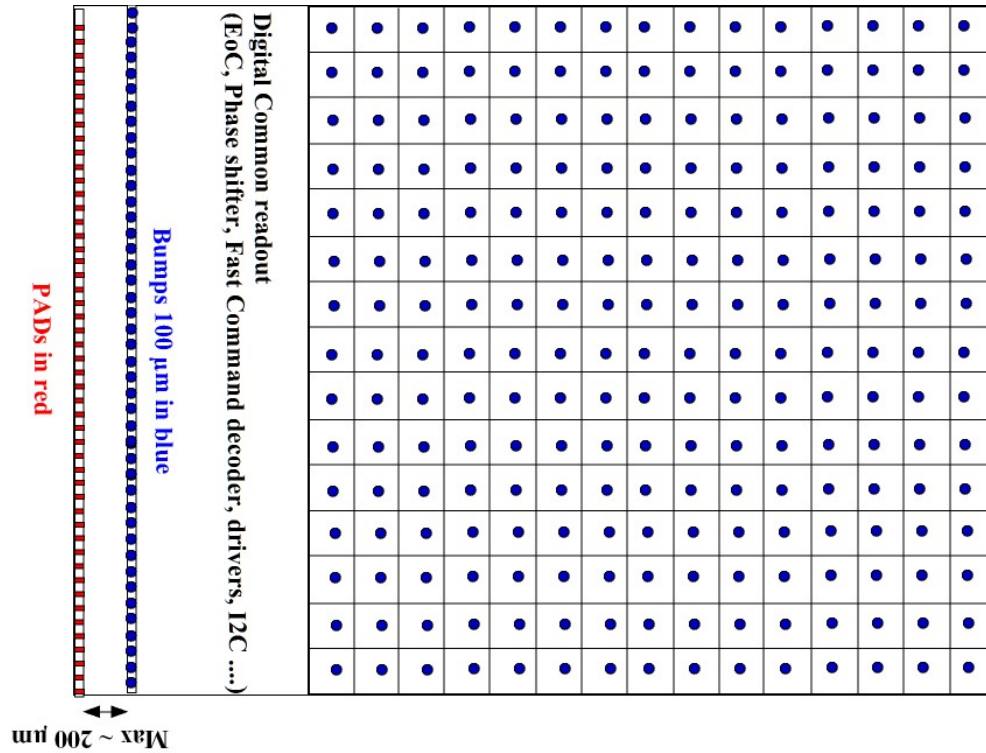 Digital Common readout
(EoC, Phase shifter, Fast Command decoder, drivers, I2C ....)
Bumps 100 μm in blue
PADs in red
Max ~ 200 μm